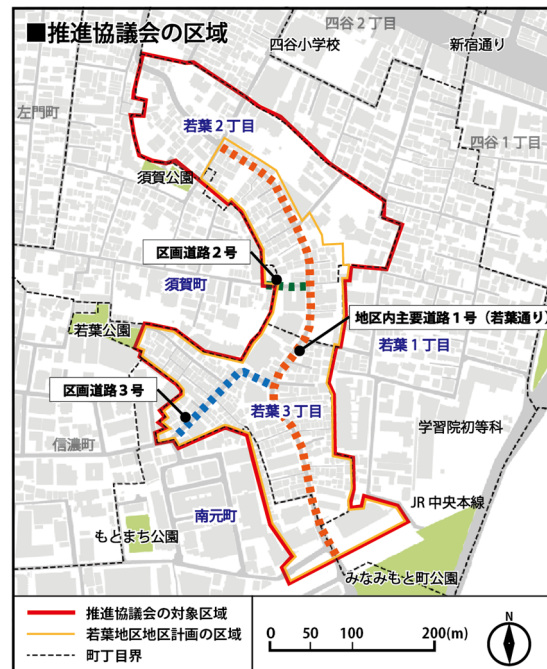 ■推進協議会の区域
四谷2丁目
四谷小学校
新宿通り
左門町
若葉2丁目
四谷1丁目
須賀公園
区画道路2号
須賀町
地区内主要道路1号（若葉通り）
若葉公園
若葉1丁目
区画道路3号
若葉3丁目
学習院初等科
信濃町
JR中央本線
南元町
もとまち公園
みなみもと町公園
推進協議会の対象区域
若葉地区地区計画の区域
町丁目界
0 50 100 200(m)
N